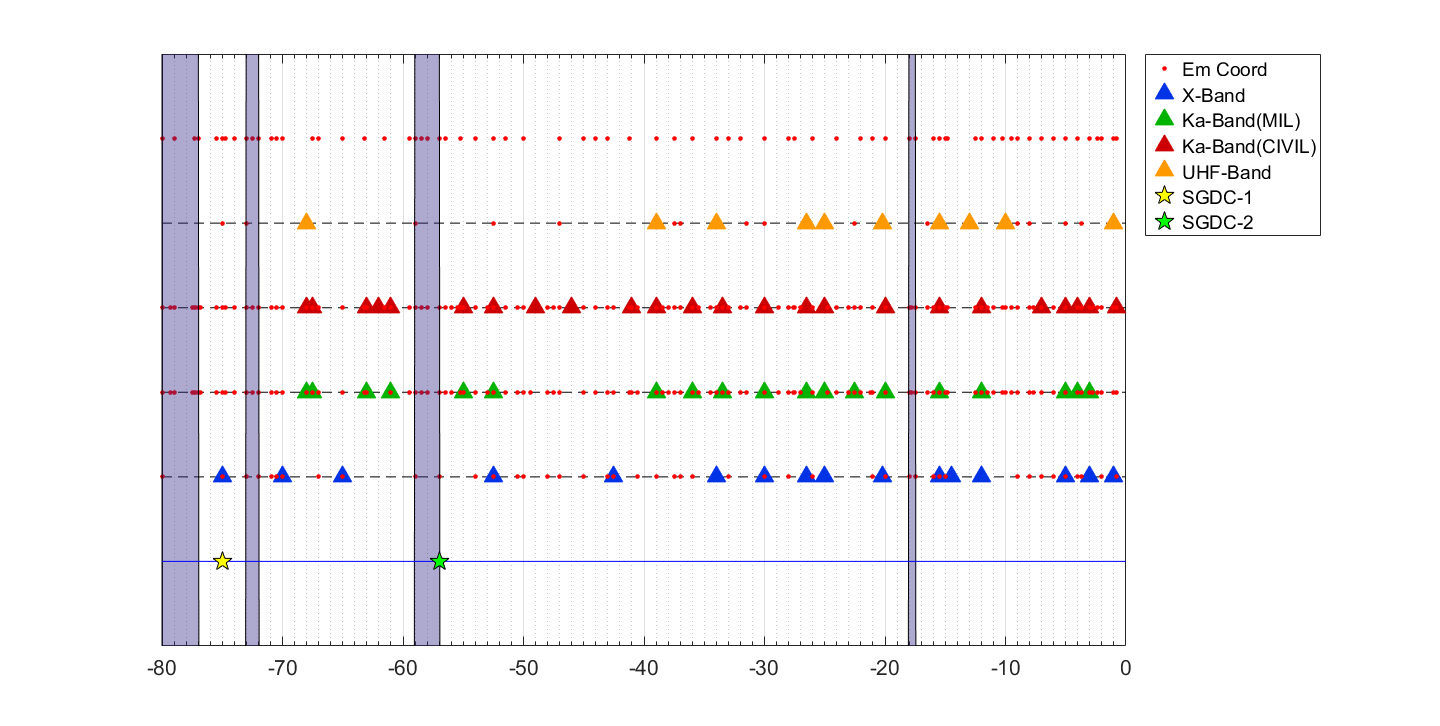 Em Coord
X-Band
Ka-Band(MIL)
Ka-Band(CIVIL)
UHF-Band
SGDC-1
SGDC-2
-80 -70 -60 -50 -40 -30 -20 -10 0